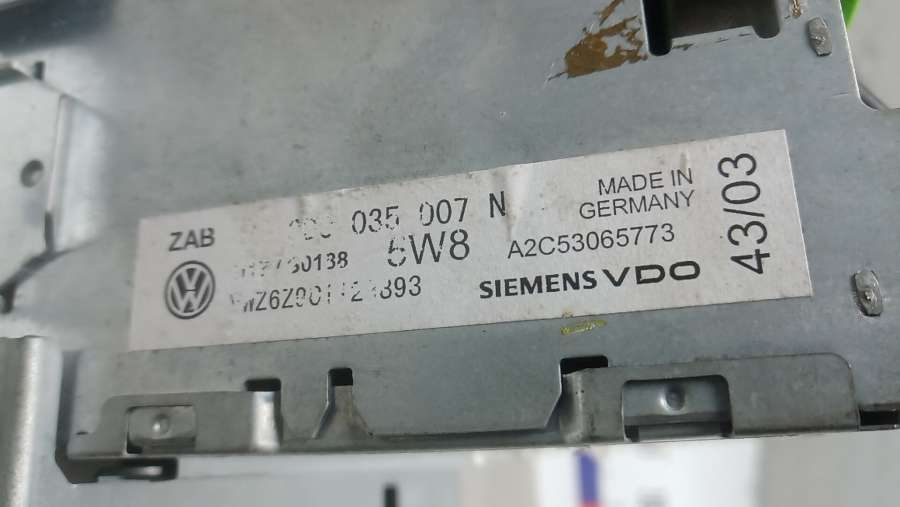 ZAB
035 007 N
5W8
A2C53065773
MADE IN
GERMANY
SIEMENS VDO
43/03